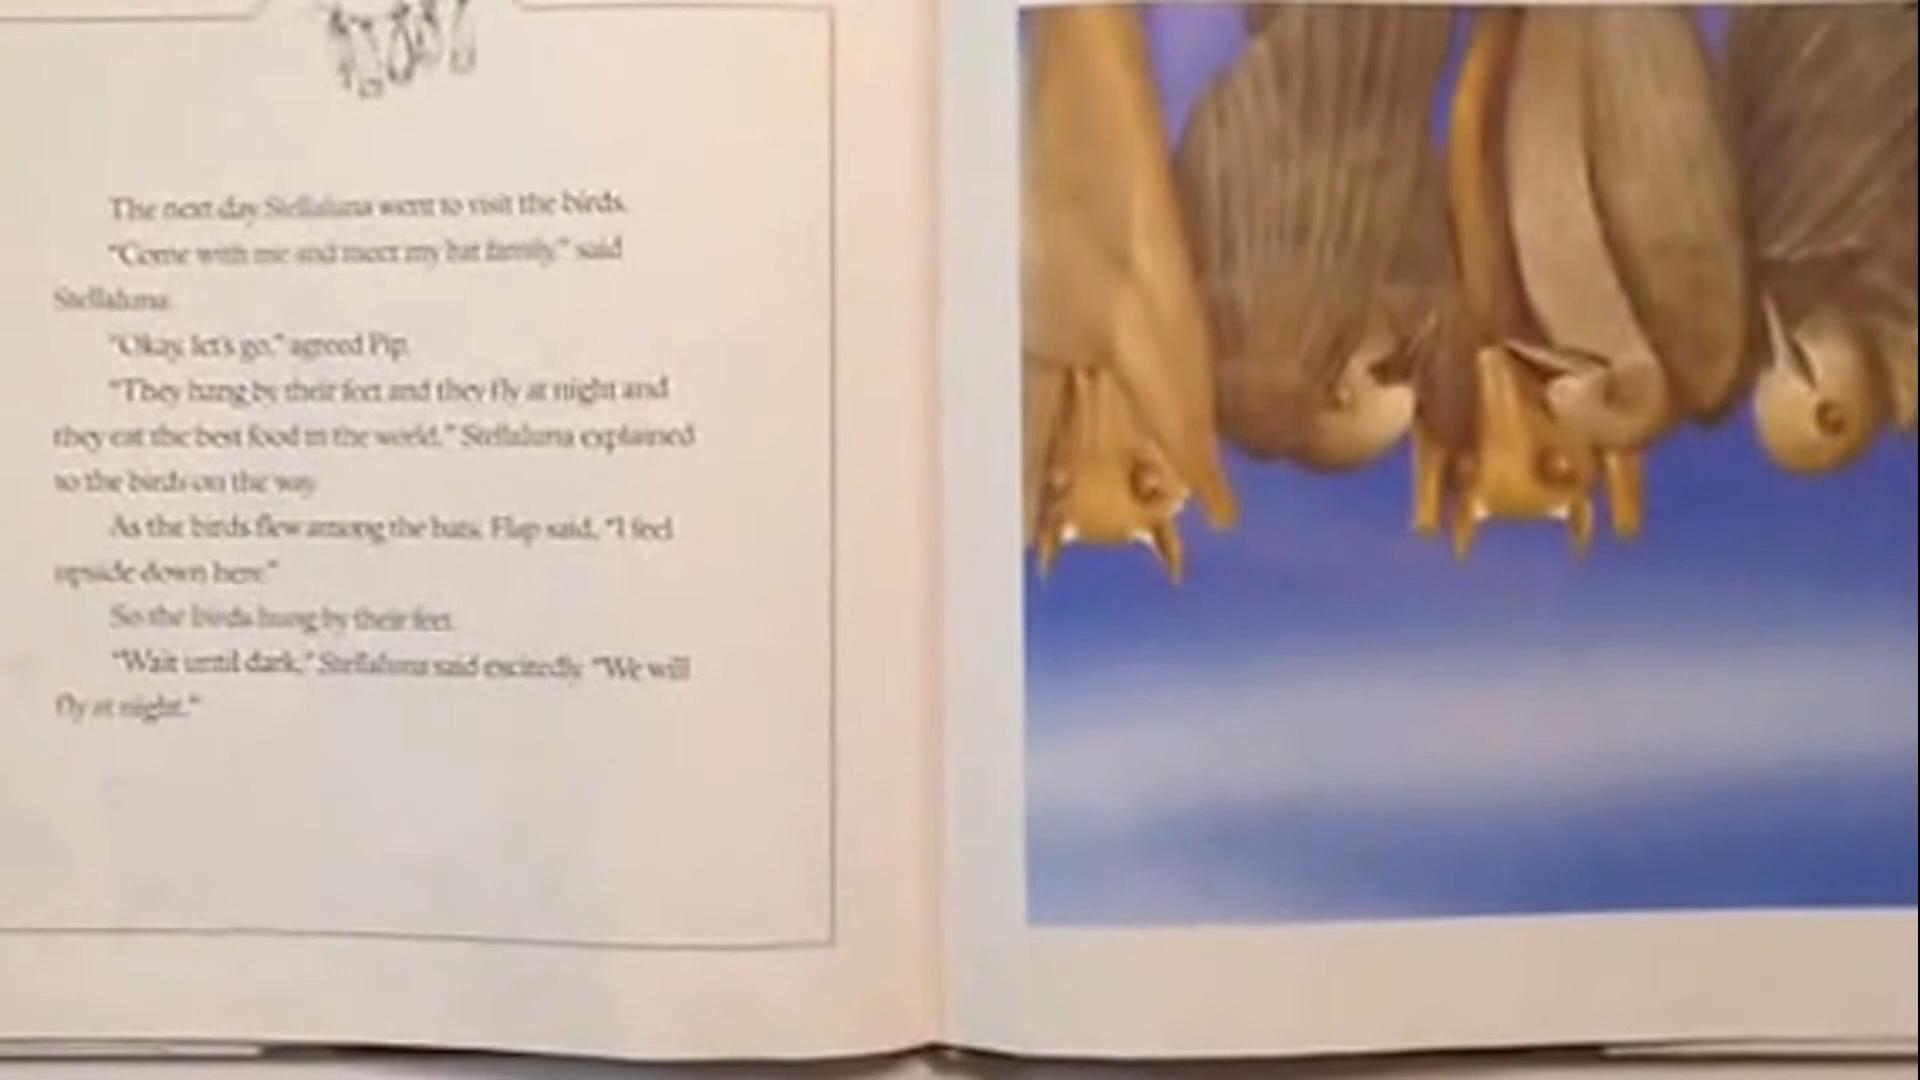 The next day Stellaluna went to visit the birds.
"Come with me and meet my bat family," said
Stellaluna.
"Okay, let's go," agreed Pip.
"They hang by their feet and they fly at night and
they eat the best food in the world," Stellaluna explained
to the birds on the way.
As the birds flew among the bats, Flap said, "I feel
upside down here."
So the birds hung by their feet.
"Wait until dark," Stellaluna said excitedly. "We will
fly at night."